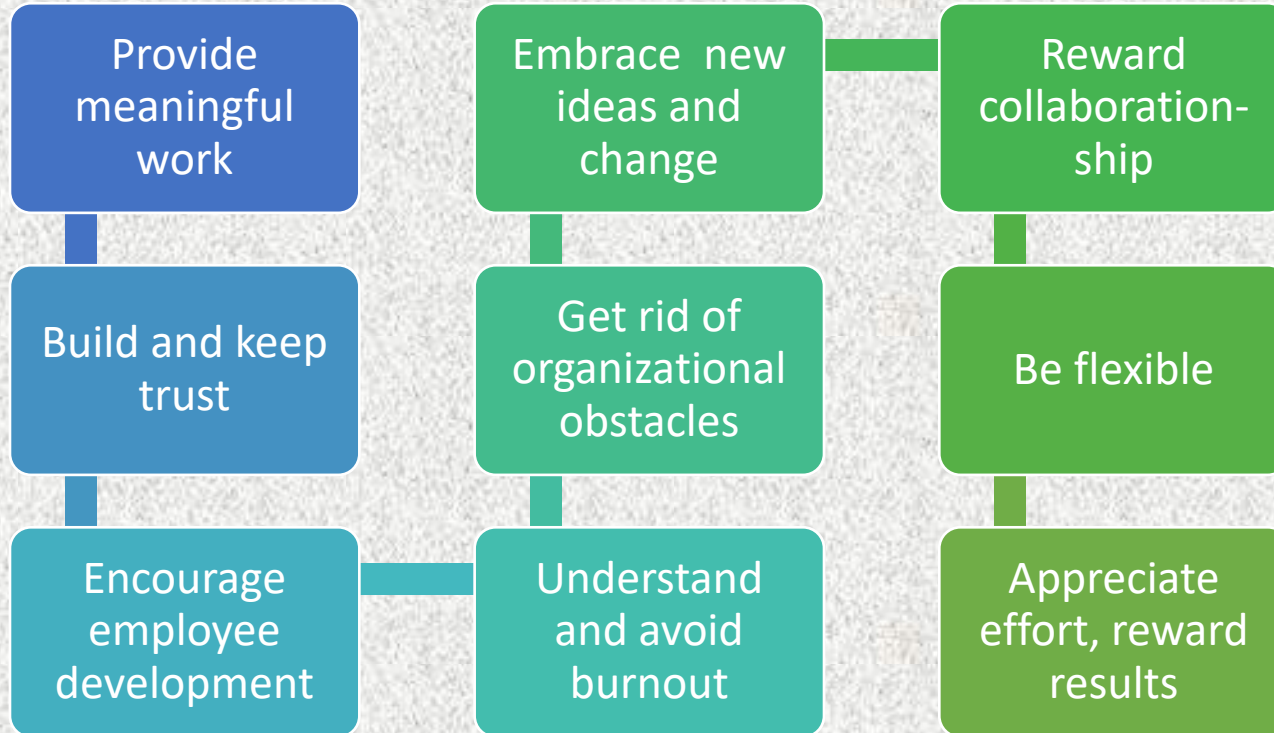 Provide
meaningful
work
Build and keep
trust
Encourage
employee
development
Understand
and avoid
burnout
Get rid of
organizational
obstacles
Embrace  new
ideas and
change
Reward
collaboration-
ship
Be flexible
Appreciate
effort, reward
results